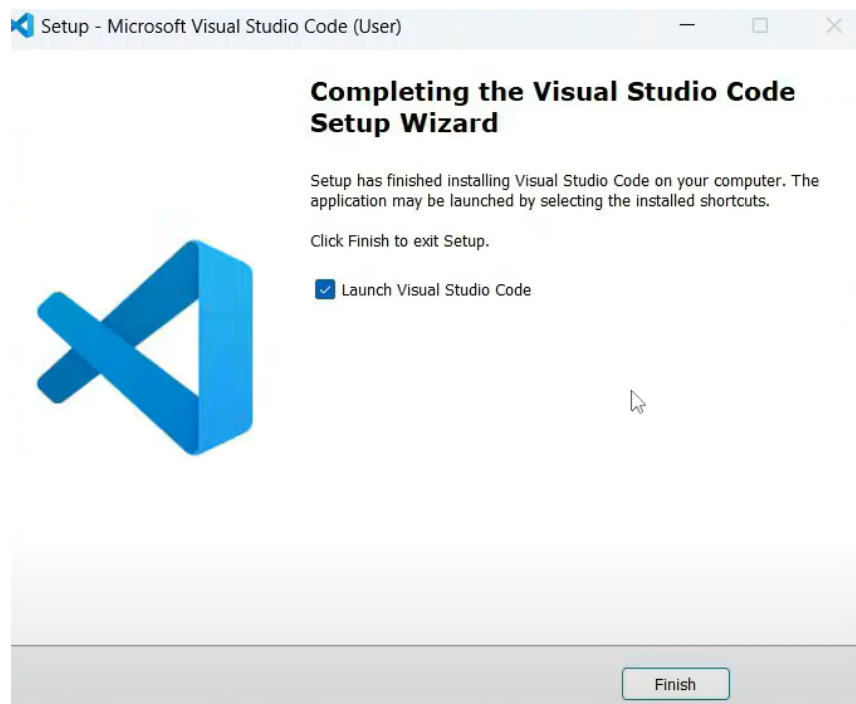 Setup - Microsoft Visual Studio Code (User)
Completing the Visual Studio Code
Setup Wizard
Setup has finished installing Visual Studio Code on your computer. The
application may be launched by selecting the installed shortcuts.
Click Finish to exit Setup.
Launch Visual Studio Code
Finish